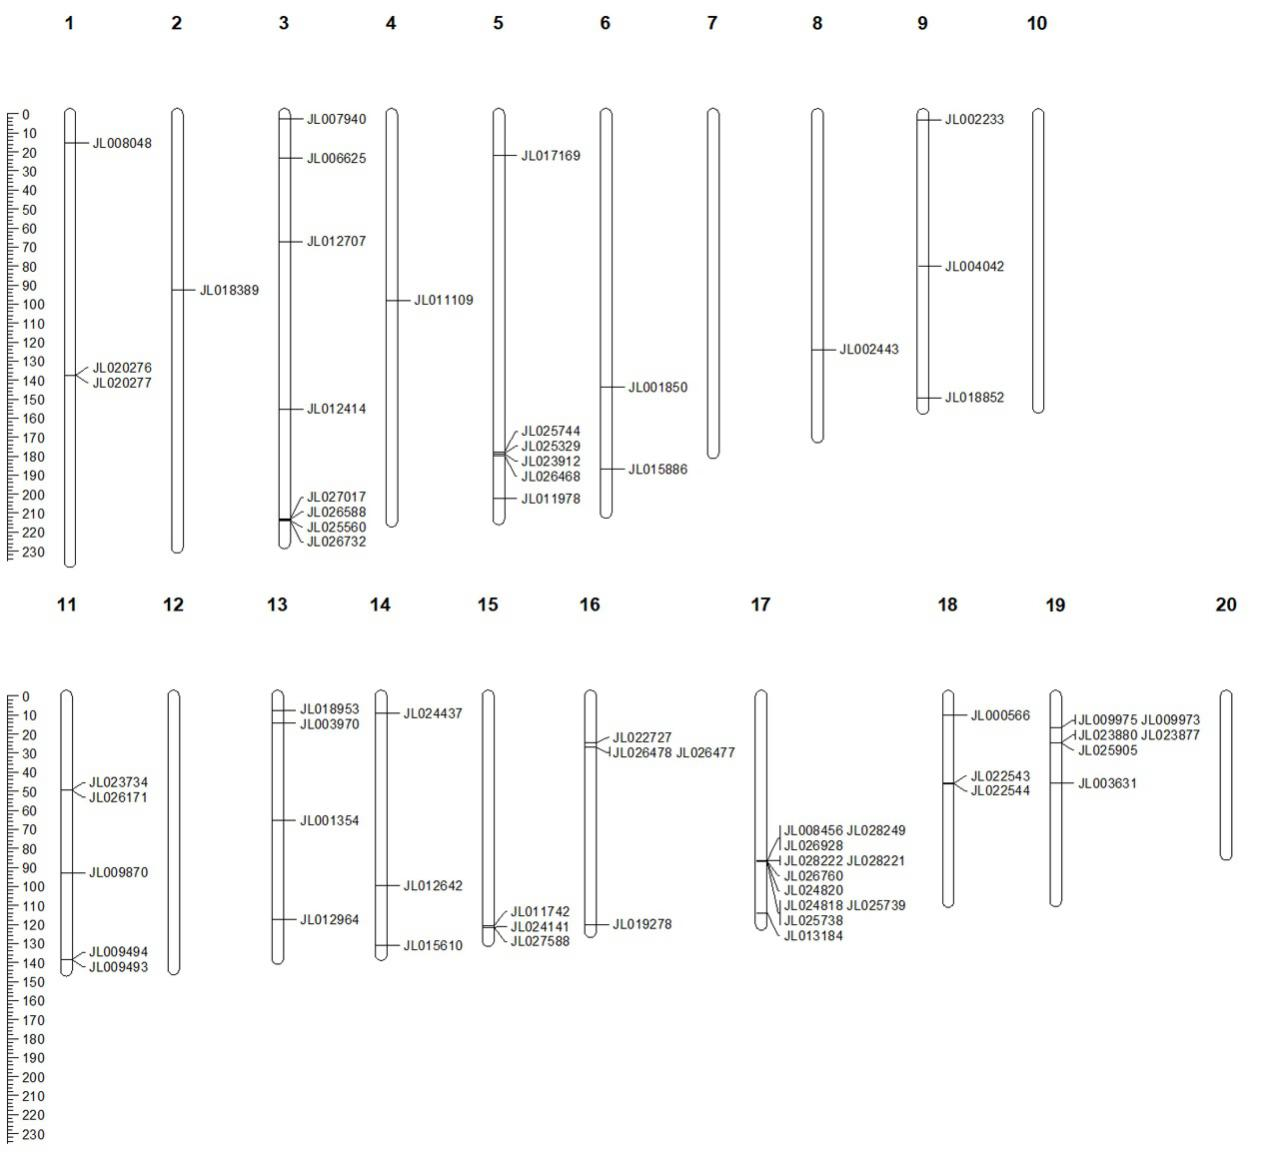 1 2 3 4 5 6 7 8 9 10
0
10
20
30
40
50
60
70
80
90
100
110
120
130
140
150
160
170
180
190
200
210
220
230
JL008048
JL020276
JL020277
JL018389
JL007940
JL006625
JL012707
JL012414
JL027017
JL026588
JL025560
JL026732
JL011109
JL017169
JL025744
JL025329
JL023912
JL026468
JL011978
JL001850
JL015886
JL002443
JL002233
JL004042
JL018852
11 12 13 14 15 16 17 18 19 20
0
10
20
30
40
50
60
70
80
90
100
110
120
130
140
150
160
170
180
190
200
210
220
230
JL023734
JL026171
JL009870
JL009494
JL009493
JL018953
JL003970
JL001354
JL012964
JL024437
JL012642
JL015610
JL011742
JL024141
JL027588
JL022727
JL026478 JL026477
JL019278
JL008456 JL028249
JL026928
JL028222 JL028221
JL026760
JL024820
JL024818 JL025739
JL025738
JL013184
JL000566
JL022543
JL022544
JL009975 JL009973
JL023880 JL023877
JL025905
JL003631